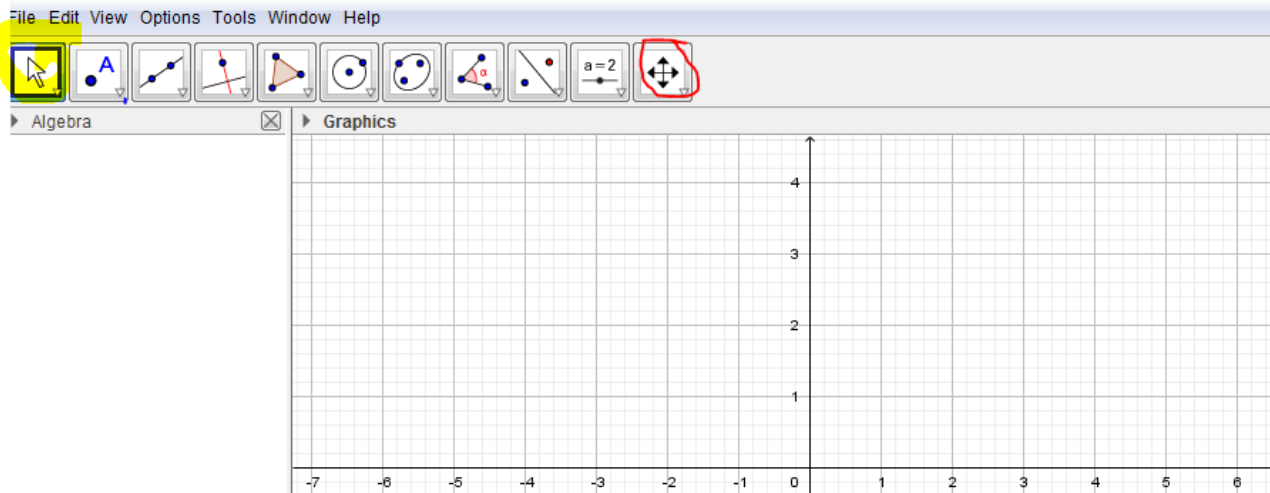 File Edit View Options Tools Window Help
A
α
a=2
Algebra
Graphics
4
3
2
1
-7 -6 -5 -4 -3 -2 -1 0 1 2 3 4 5 6